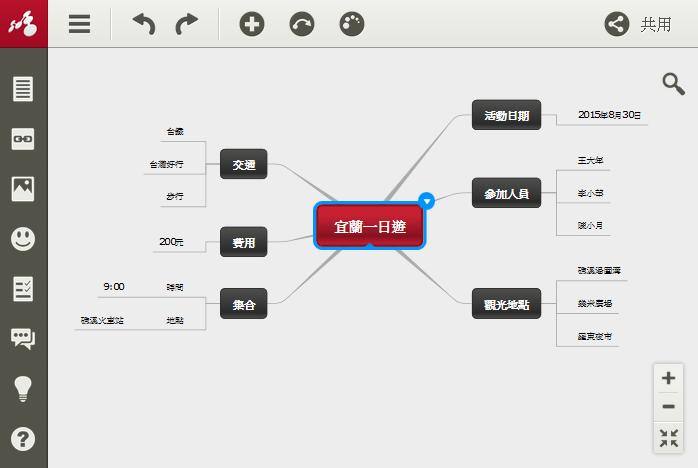 共用
台鐵
台灣好行
步行
交通
200元
費用
9:00
時間
礁溪火車站
地點
集合
宜蘭一日遊
活動日期
2015年8月30日
參加人員
王大年
李小芬
陳小月
觀光地點
礁溪湯圍溝
幾米廣場
羅東夜市